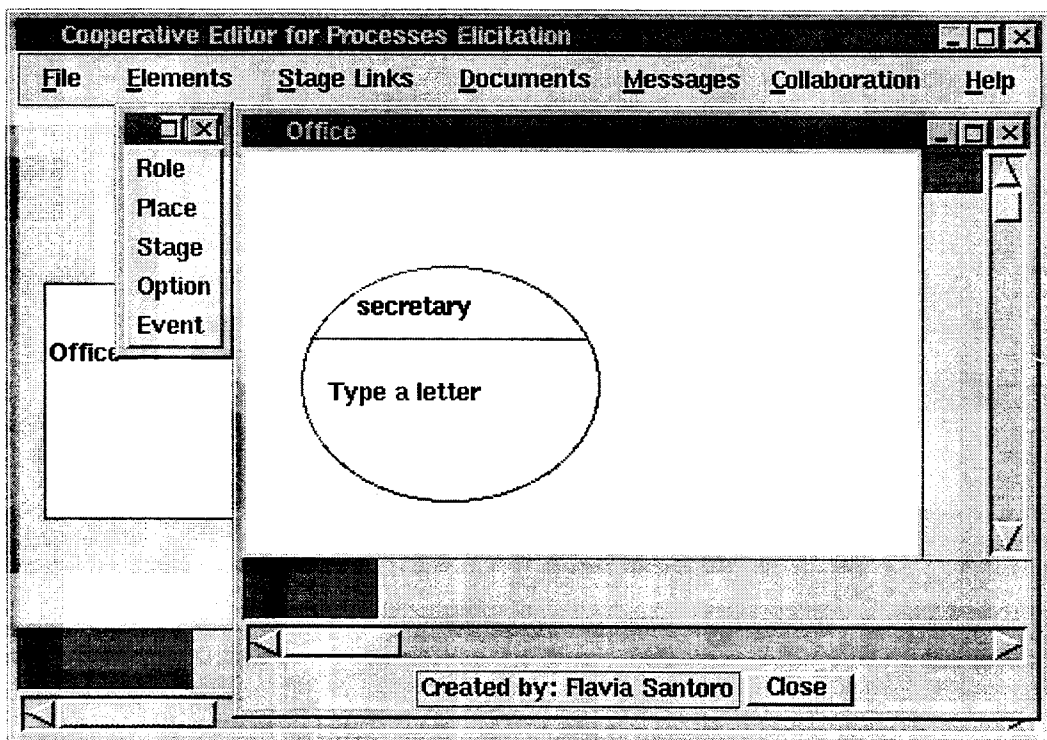 Cooperative Editor for Processes Elicitation
File Elements Stage Links Documents Messages Collaboration Help
Office
Role
Place
Stage
Option
Event
Office
secretary
Type a letter
Created by: Flavia Santoro Close